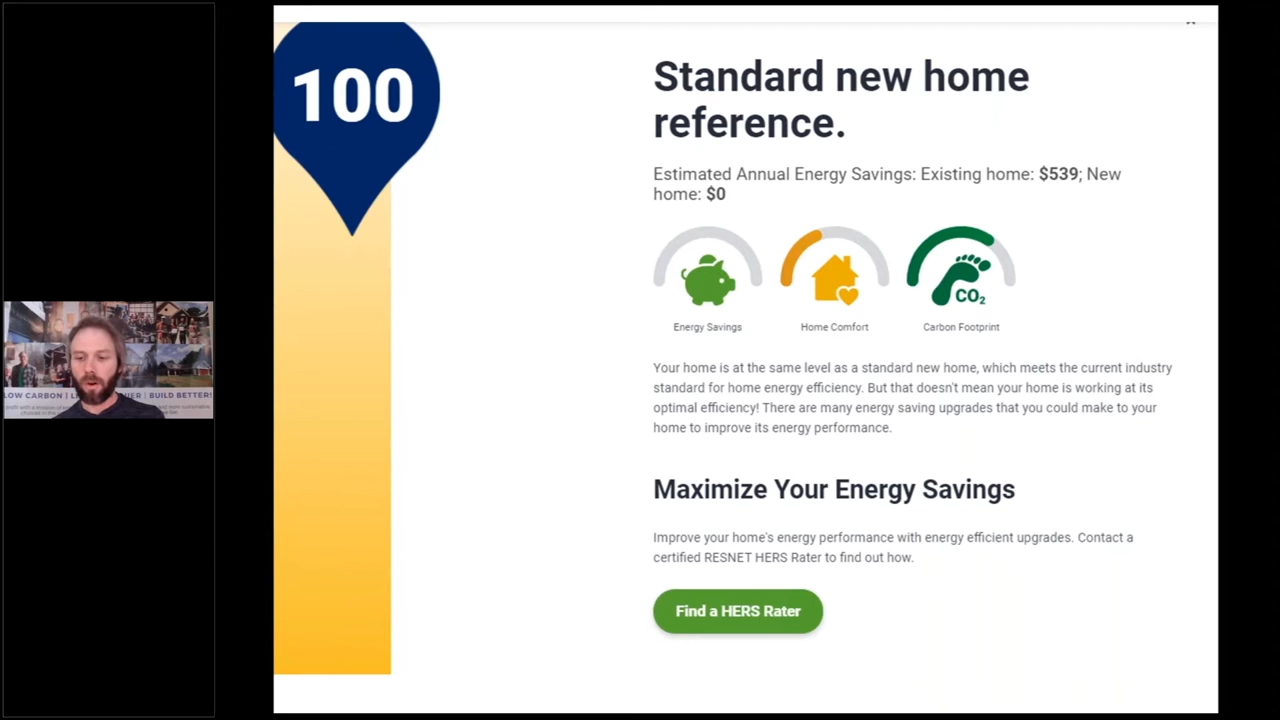 100
Standard new home
reference.
Estimated Annual Energy Savings: Existing home: $539; New
home: $0
CO₂
Energy Savings
Home Comfort
Carbon Footprint
Your home is at the same level as a standard new home, which meets the current industry
standard for home energy efficiency. But that doesn't mean your home is working at its
optimal efficiency! There are many energy saving upgrades that you could make to your
home to improve its energy performance.
Maximize Your Energy Savings
Improve your home's energy performance with energy efficient upgrades. Contact a
certified RESNET HERS Rater to find out how.
Find a HERS Rater
LOW CARBON
BUILD BETTER!